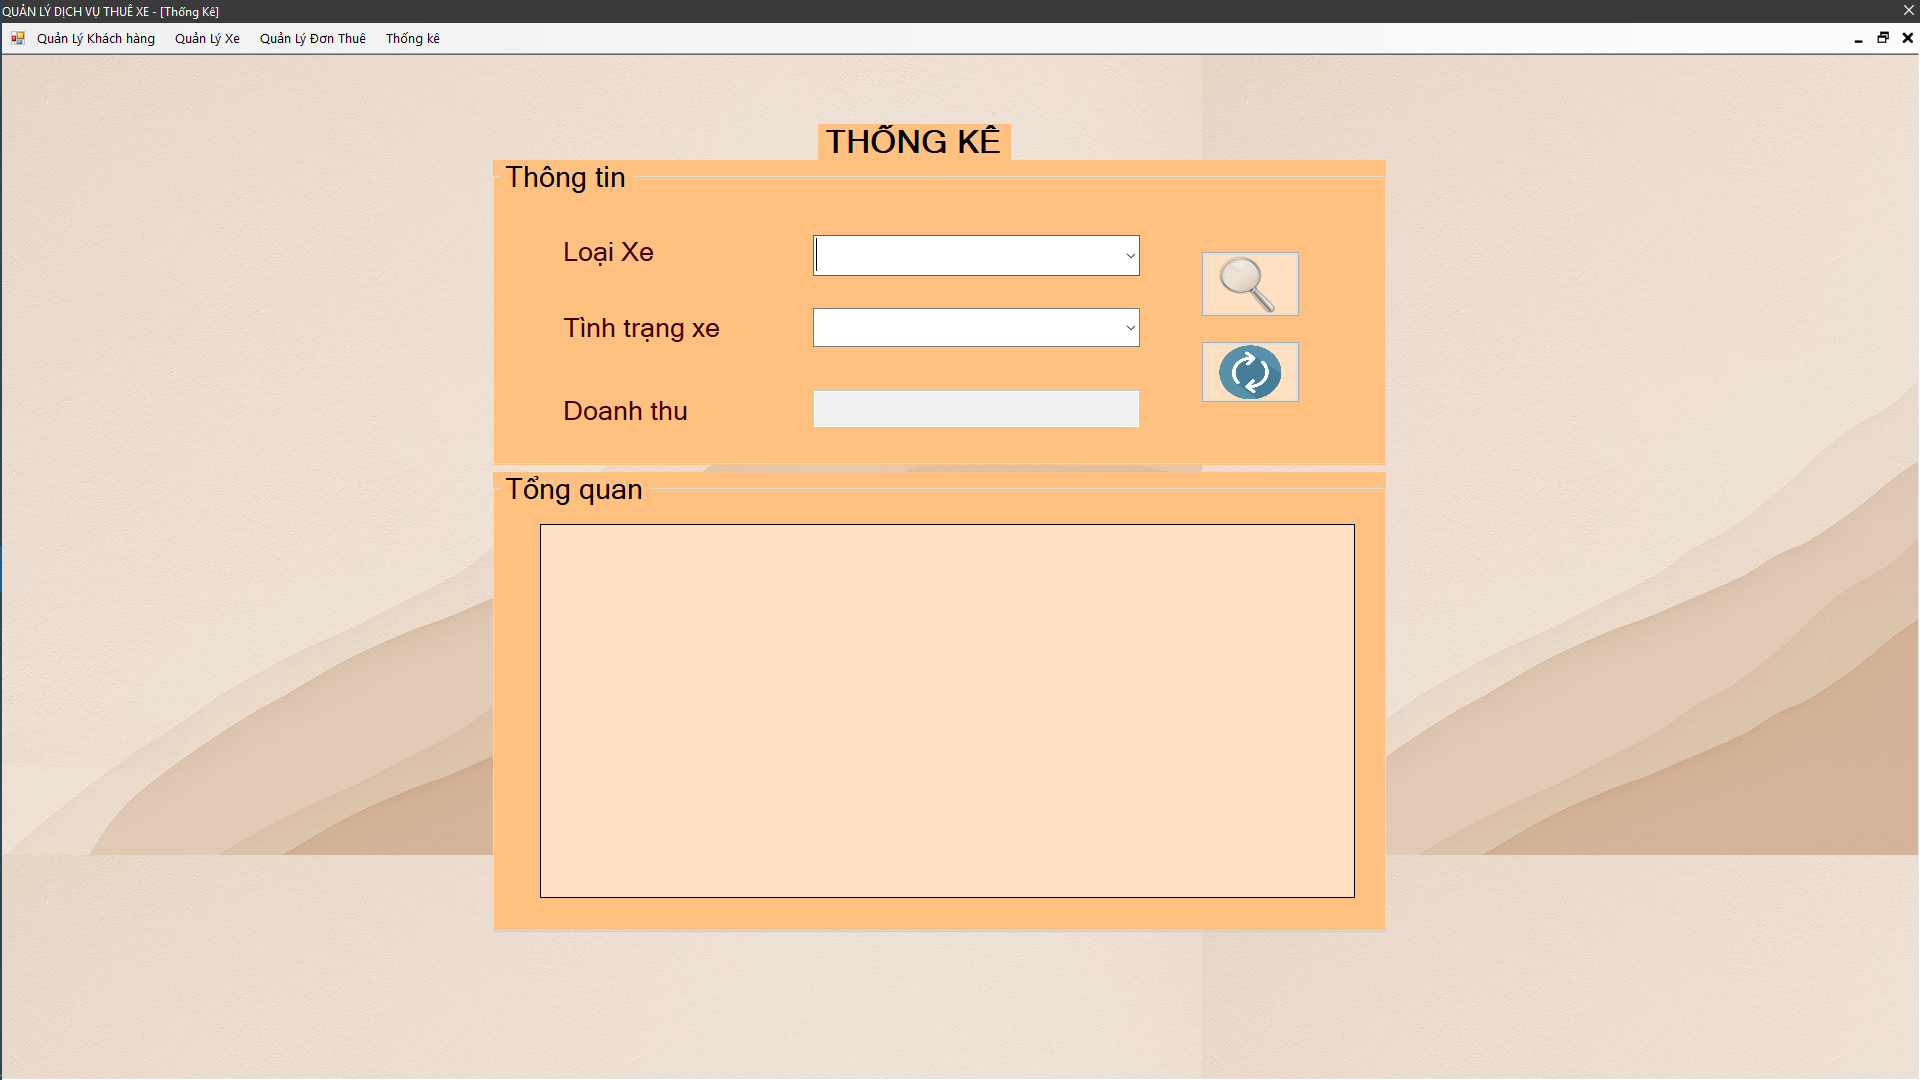 QUẢN LÝ DỊCH VỤ THUÊ XE - [Thống Kê]
Quản Lý Khách hàng Quản Lý Xe Quản Lý Đơn Thuê Thống kê
THỐNG KÊ
Thông tin
Loại Xe
Tình trạng xe
Doanh thu
Tổng quan